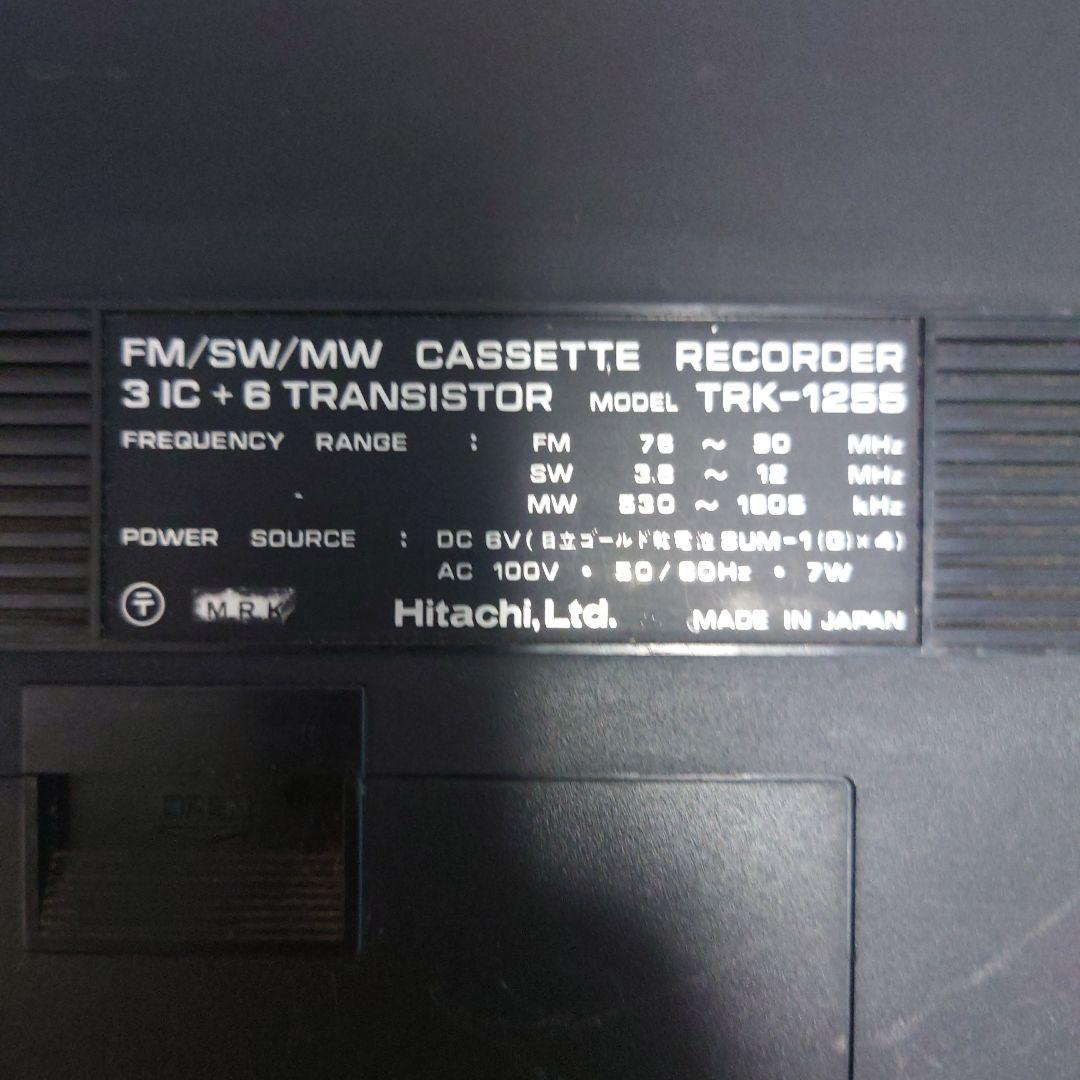 FM/SW/MW CASSETTE RECORDER
3 IC + 6 TRANSISTOR MODEL TRK-1255
FREQUENCY RANGE : FM 76 ~ 90 MHz
SW 3.8 ~ 12 MHz
MW 530 ~ 1605 kHz
POWER SOURCE : DC 6V (日立ゴールド乾電池 SUM-1(G)×4)
AC 100V • 50/60Hz • 7W
〒 M R K Hitachi, Ltd. MADE IN JAPAN
OPEN